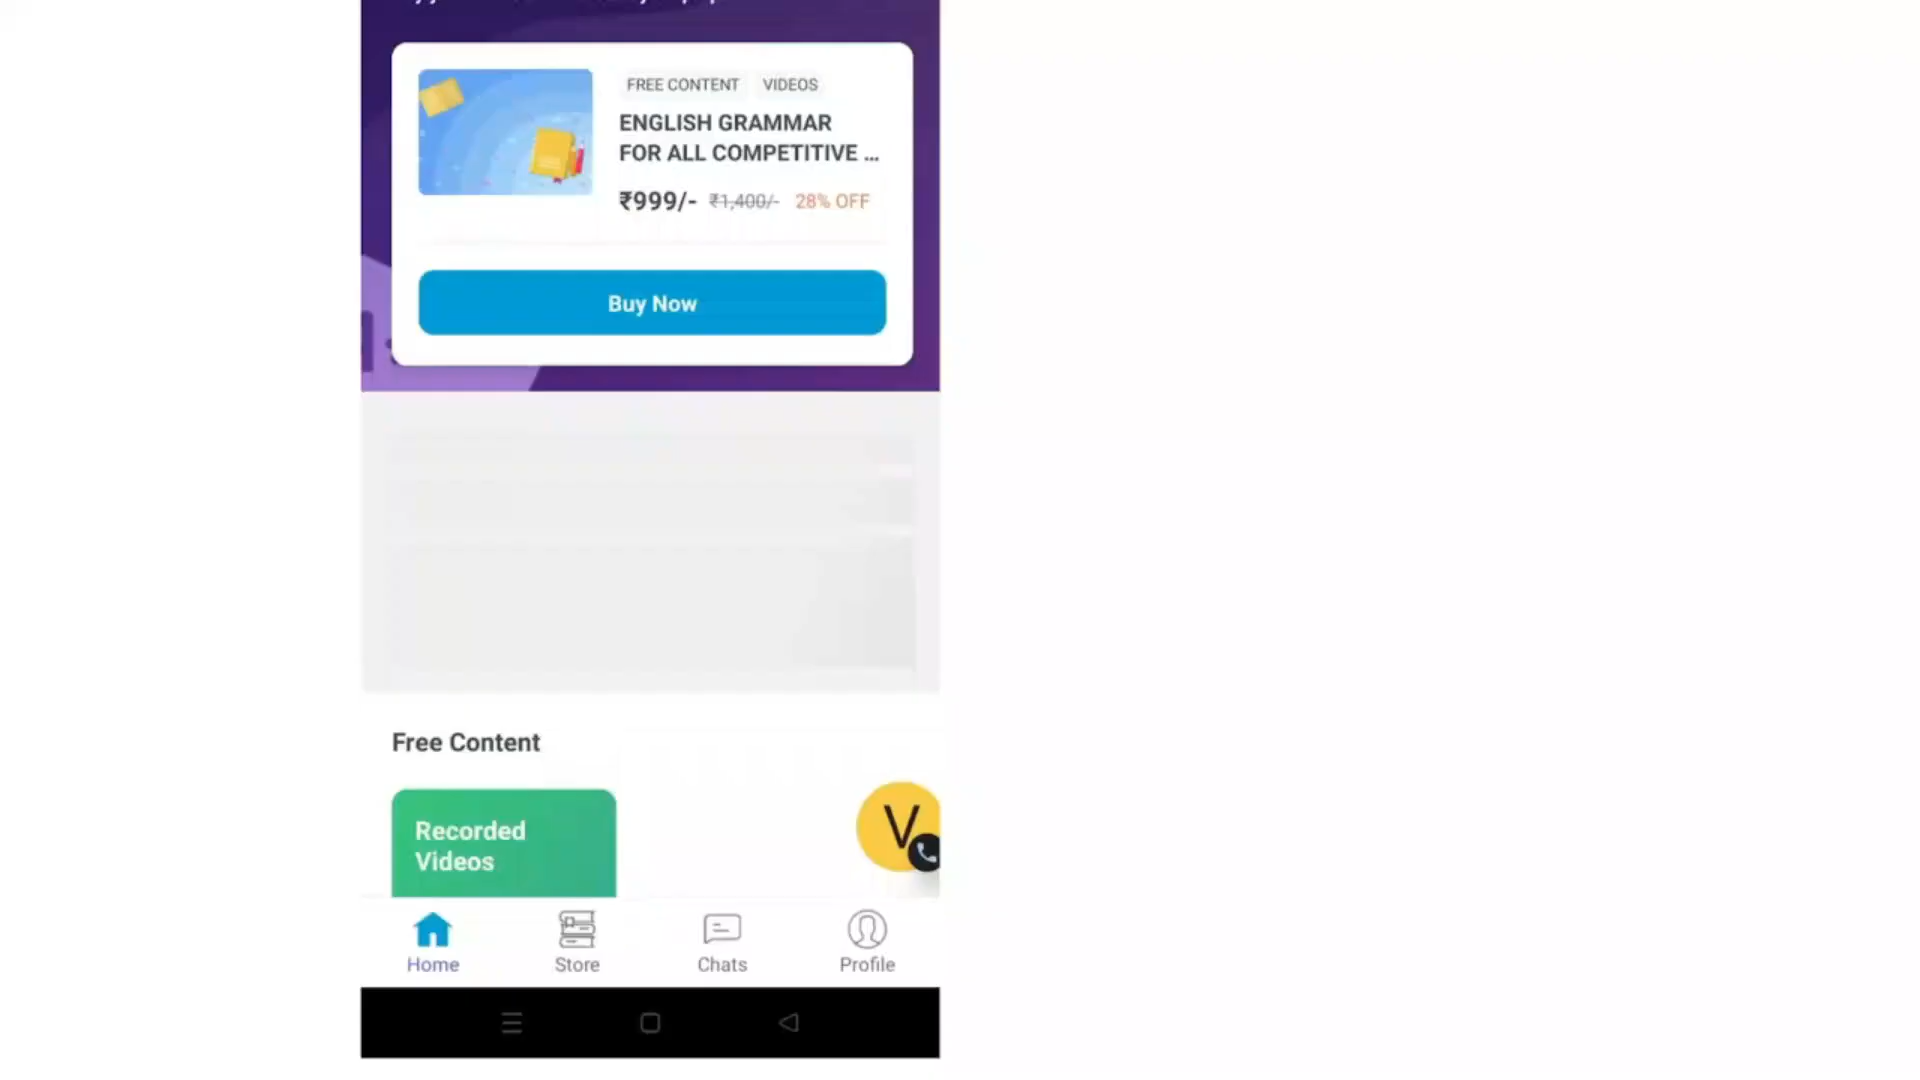 FREE CONTENT VIDEOS
ENGLISH GRAMMAR
FOR ALL COMPETITIVE ...
₹999/- ₹1,400/- 28% OFF
Buy Now
Free Content
Recorded
Videos
V
Home Store Chats Profile